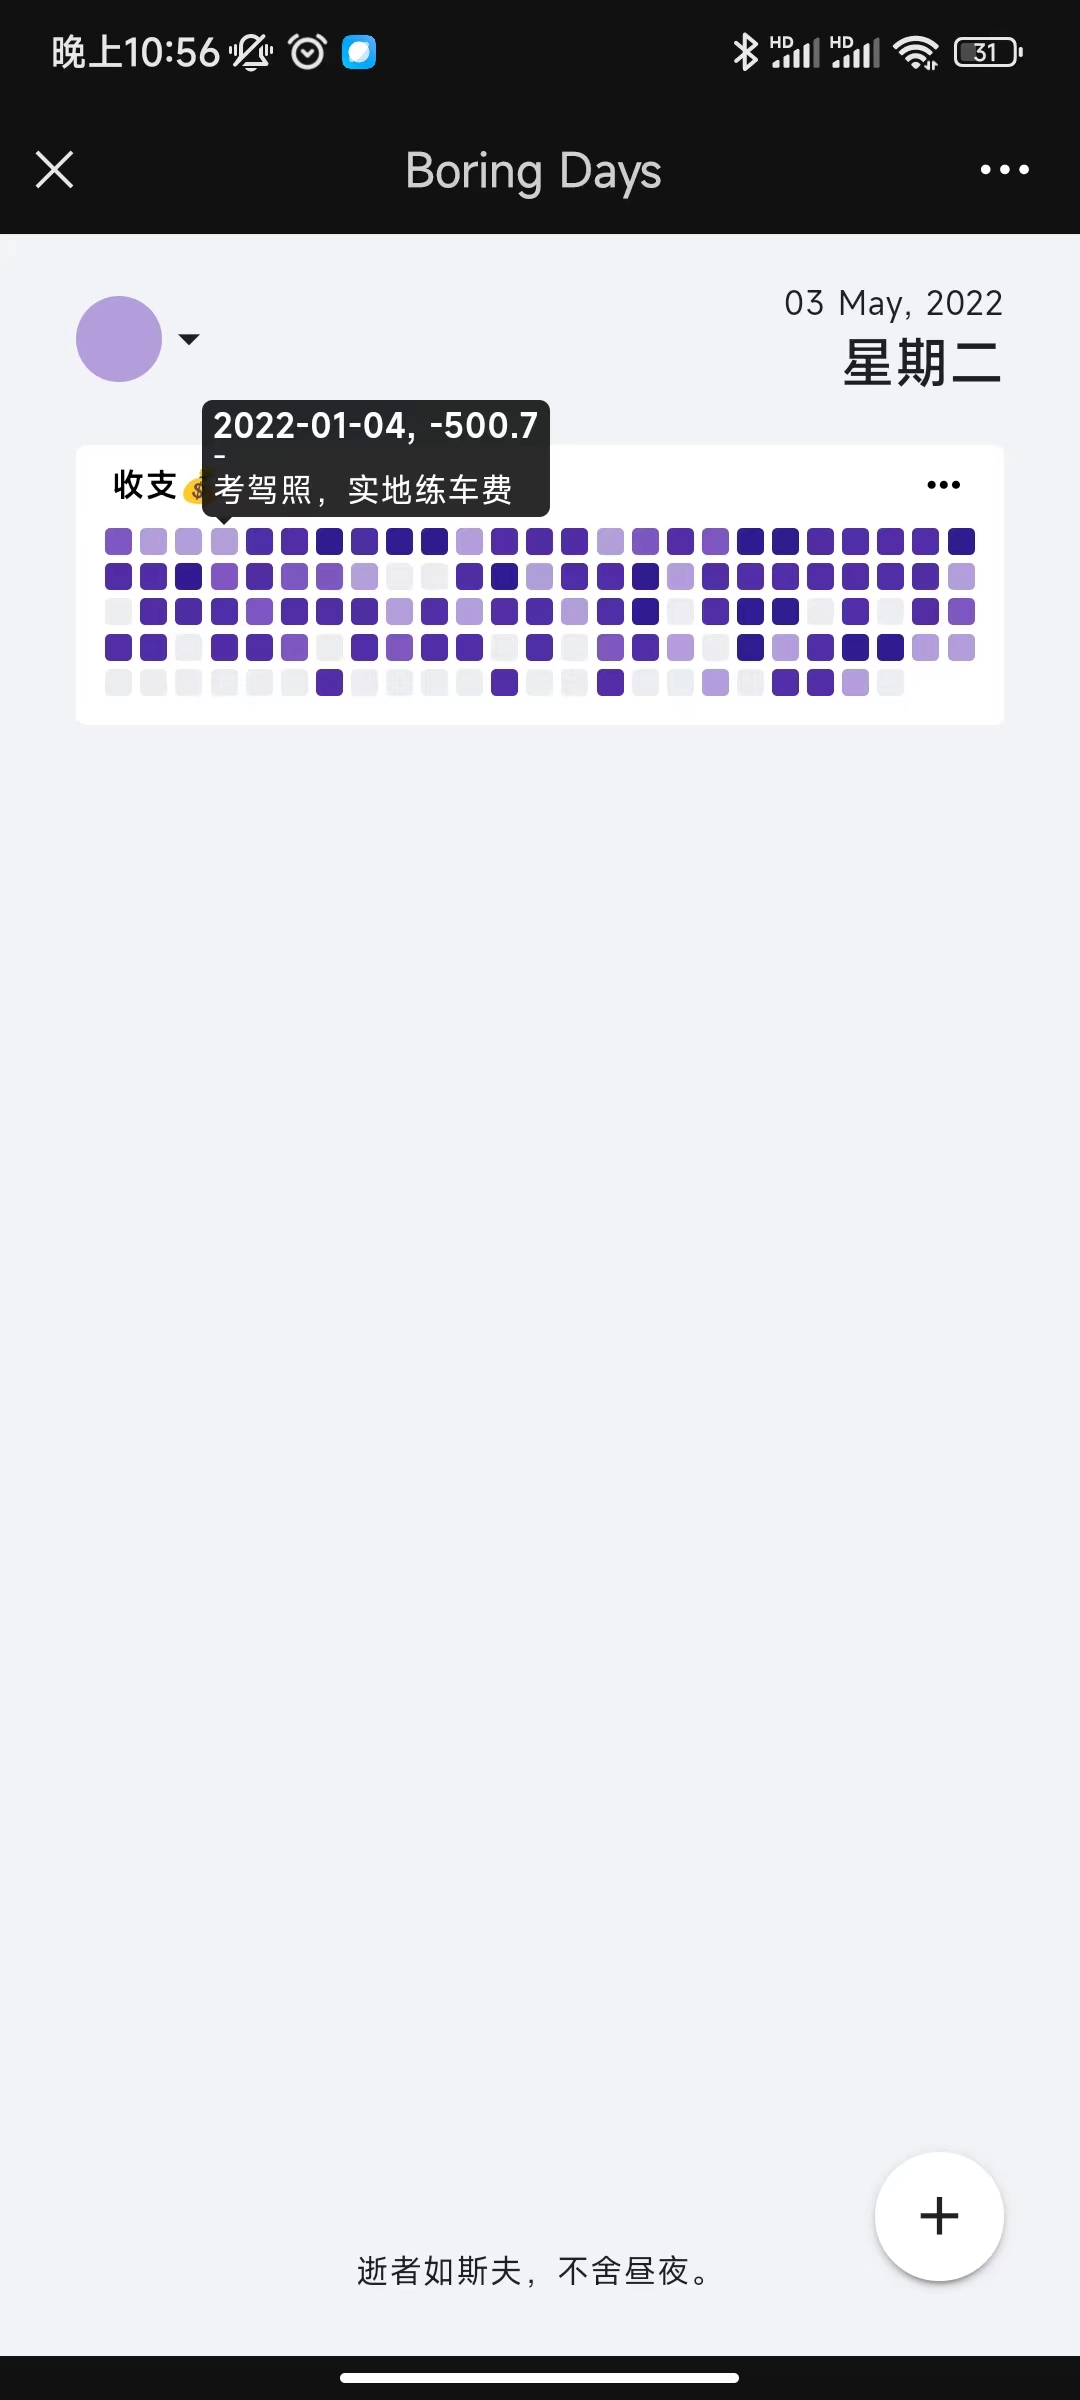 晚上10:56
HD HD 31
Boring Days
03 May, 2022
星期二
2022-01-04, -500.7
-
考驾照，实地练车费
收支
逝者如斯夫，不舍昼夜。